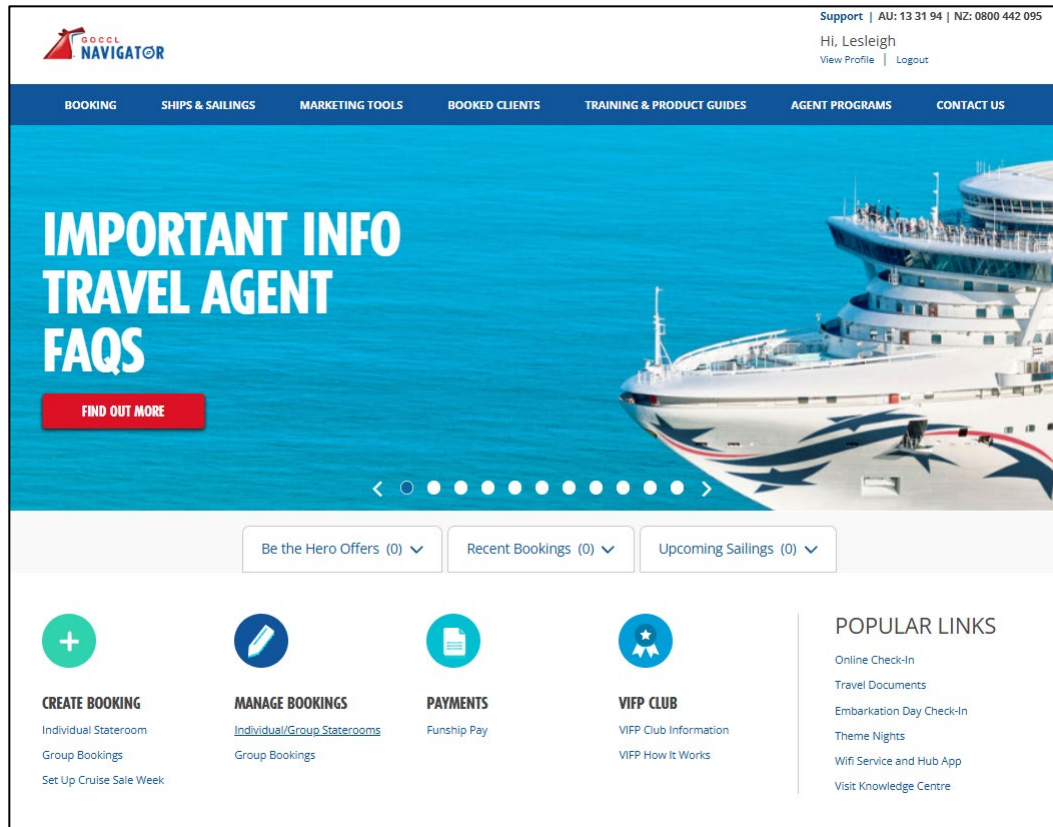 Support | AU: 13 31 94 | NZ: 0800 442 095
GOCCL
NAVIGATOR
Hi, Lesleigh
View Profile | Logout
BOOKING SHIPS & SAILINGS MARKETING TOOLS BOOKED CLIENTS TRAINING & PRODUCT GUIDES AGENT PROGRAMS CONTACT US
IMPORTANT INFO
TRAVEL AGENT
FAQS
FIND OUT MORE
Be the Hero Offers (0) Recent Bookings (0) Upcoming Sailings (0)
CREATE BOOKING
Individual Stateroom
Group Bookings
Set Up Cruise Sale Week
MANAGE BOOKINGS
Individual/Group Staterooms
Group Bookings
PAYMENTS
Funship Pay
VIFP CLUB
VIFP Club Information
VIFP How It Works
POPULAR LINKS
Online Check-In
Travel Documents
Embarkation Day Check-In
Theme Nights
Wifi Service and Hub App
Visit Knowledge Centre